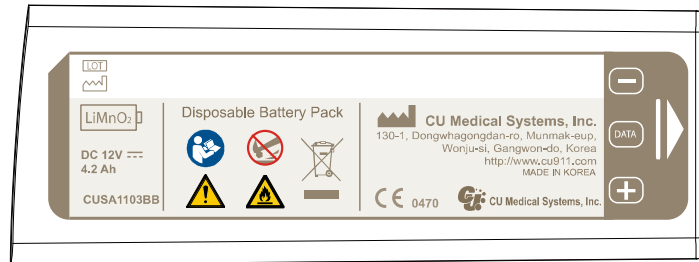 LOT
LiMnO₂
DC 12V
4.2 Ah
CUSA1103BB
Disposable Battery Pack
CU Medical Systems, Inc.
130-1, Dongwhagongdan-ro, Munmak-eup,
Wonju-si, Gangwon-do, Korea
http://www.cu911.com
MADE IN KOREA
CE 0470
CU CU Medical Systems, Inc.
−
DATA
+